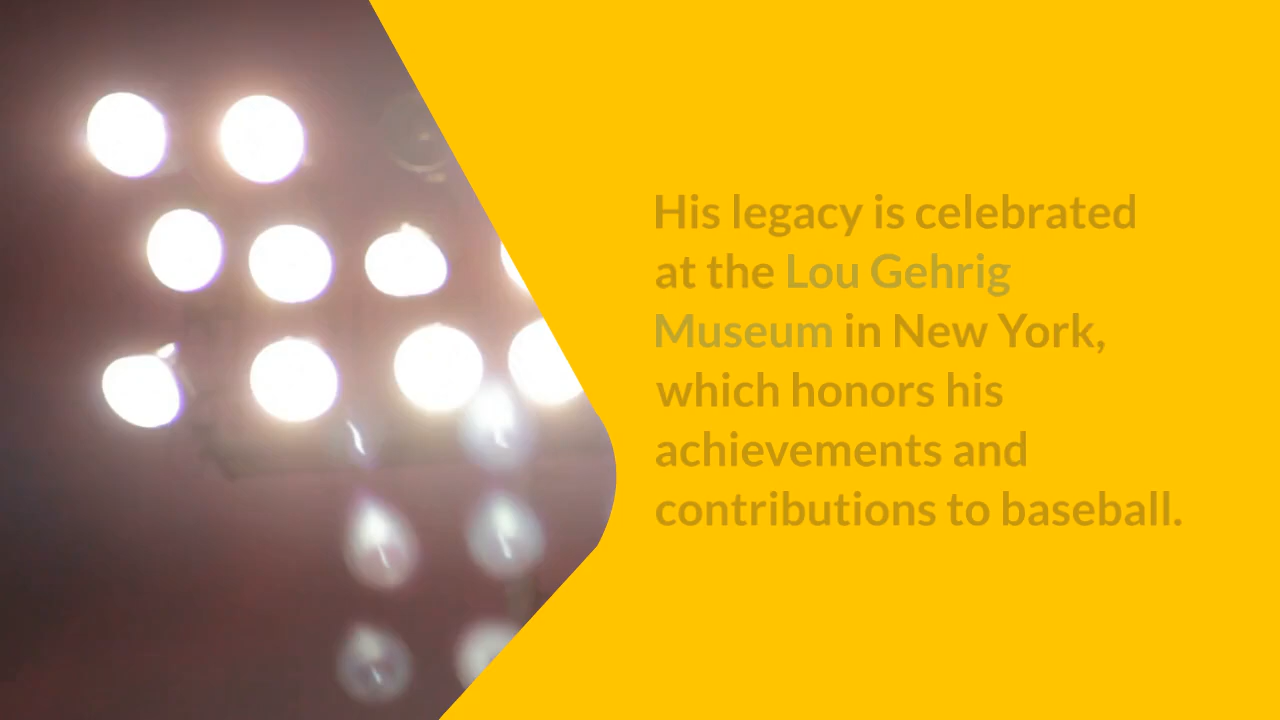 His legacy is celebrated
at the Lou Gehrig
Museum in New York,
which honors his
achievements and
contributions to baseball.